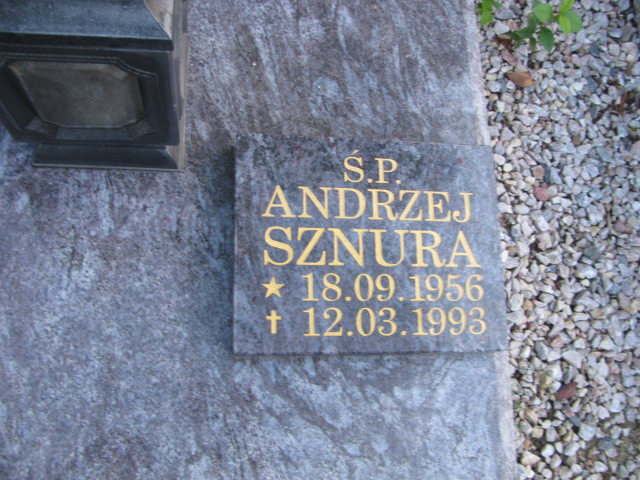 Ś.P.
ANDRZEJ
SZNURA
★ 18.09.1956
✝ 12.03.1993